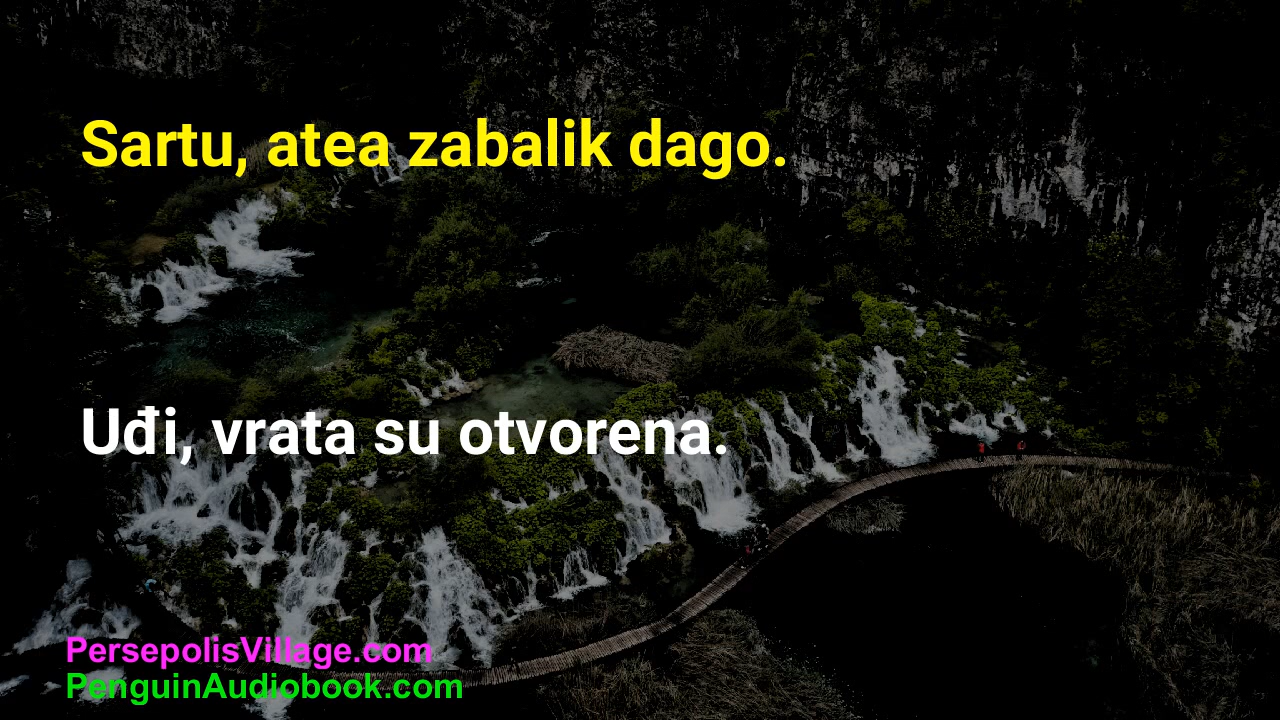 Sartu, atea zabalik dago.
Uđi, vrata su otvorena.
PersepolisVillage.com
PenguinAudiobook.com